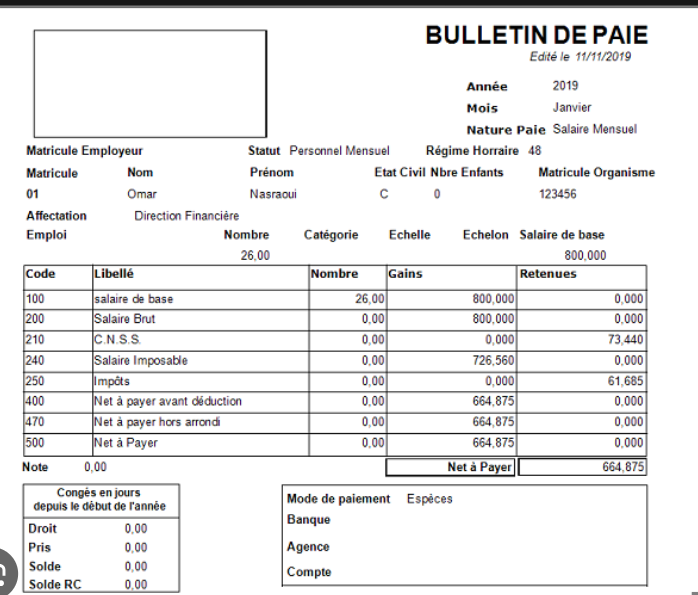 BULLETIN DE PAIE
Edité le 11/11/2019
Année 2019
Mois Janvier
Nature Paie Salaire Mensuel
Matricule Employeur Statut Personnel Mensuel Régime Horraire 48
Matricule Nom Prénom Etat Civil Nbre Enfants Matricule Organisme
01 Omar Nasraoui C 0 123456
Affectation Direction Financière
Emploi Nombre Catégorie Echelle Echelon Salaire de base
26,00 800,000
Code Libellé Nombre Gains Retenues
100 salaire de base 26,00 800,000 0,000
200 Salaire Brut 0,00 800,000 0,000
210 C.N.S.S. 0,00 0,000 73,440
240 Salaire Imposable 0,00 726,560 0,000
250 Impôts 0,00 0,000 61,685
400 Net à payer avant déduction 0,00 664,875 0,000
470 Net à payer hors arrondi 0,00 664,875 0,000
500 Net à Payer 0,00 664,875 0,000
Note 0,00 Net à Payer 664,875
Congés en jours
depuis le début de l'année
Droit 0,00
Pris 0,00
Solde 0,00
Solde RC 0,00
Mode de paiement Espèces
Banque
Agence
Compte